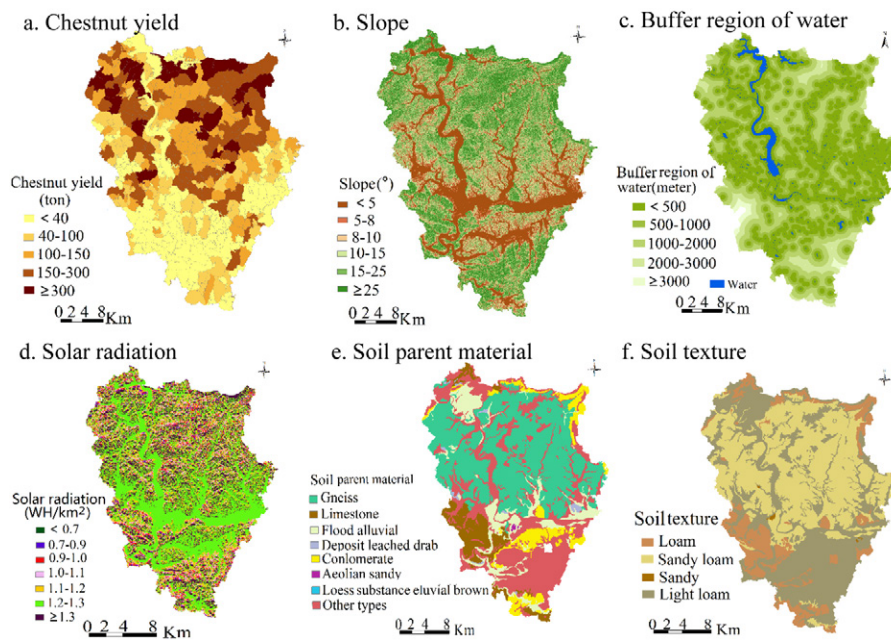 a. Chestnut yield
Chestnut yield
(ton)
< 40
40-100
100-150
150-300
≥300
0 2 4 8
Km
b. Slope
Slope(°)
< 5
5-8
8-10
10-15
15-25
≥25
0 2 4 8
Km
c. Buffer region of water
Buffer region of
water(meter)
< 500
500-1000
1000-2000
2000-3000
≥3000
Water
0 2 4 8
Km
d. Solar radiation
Solar radiation
(WH/km²)
< 0.7
0.7-0.9
0.9-1.0
1.0-1.1
1.1-1.2
1.2-1.3
≥1.3
0 2 4 8
Km
e. Soil parent material
Soil parent material
Gnciss
Limestone
Flood alluvial
Deposit leached drab
Conlomerate
Aeolian sandy
Loess substance eluvial brown
Other types
0 2 4 8
Km
f. Soil texture
Soil texture
Loam
Sandy loam
Sandy
Light loam
0 2 4 8
Km